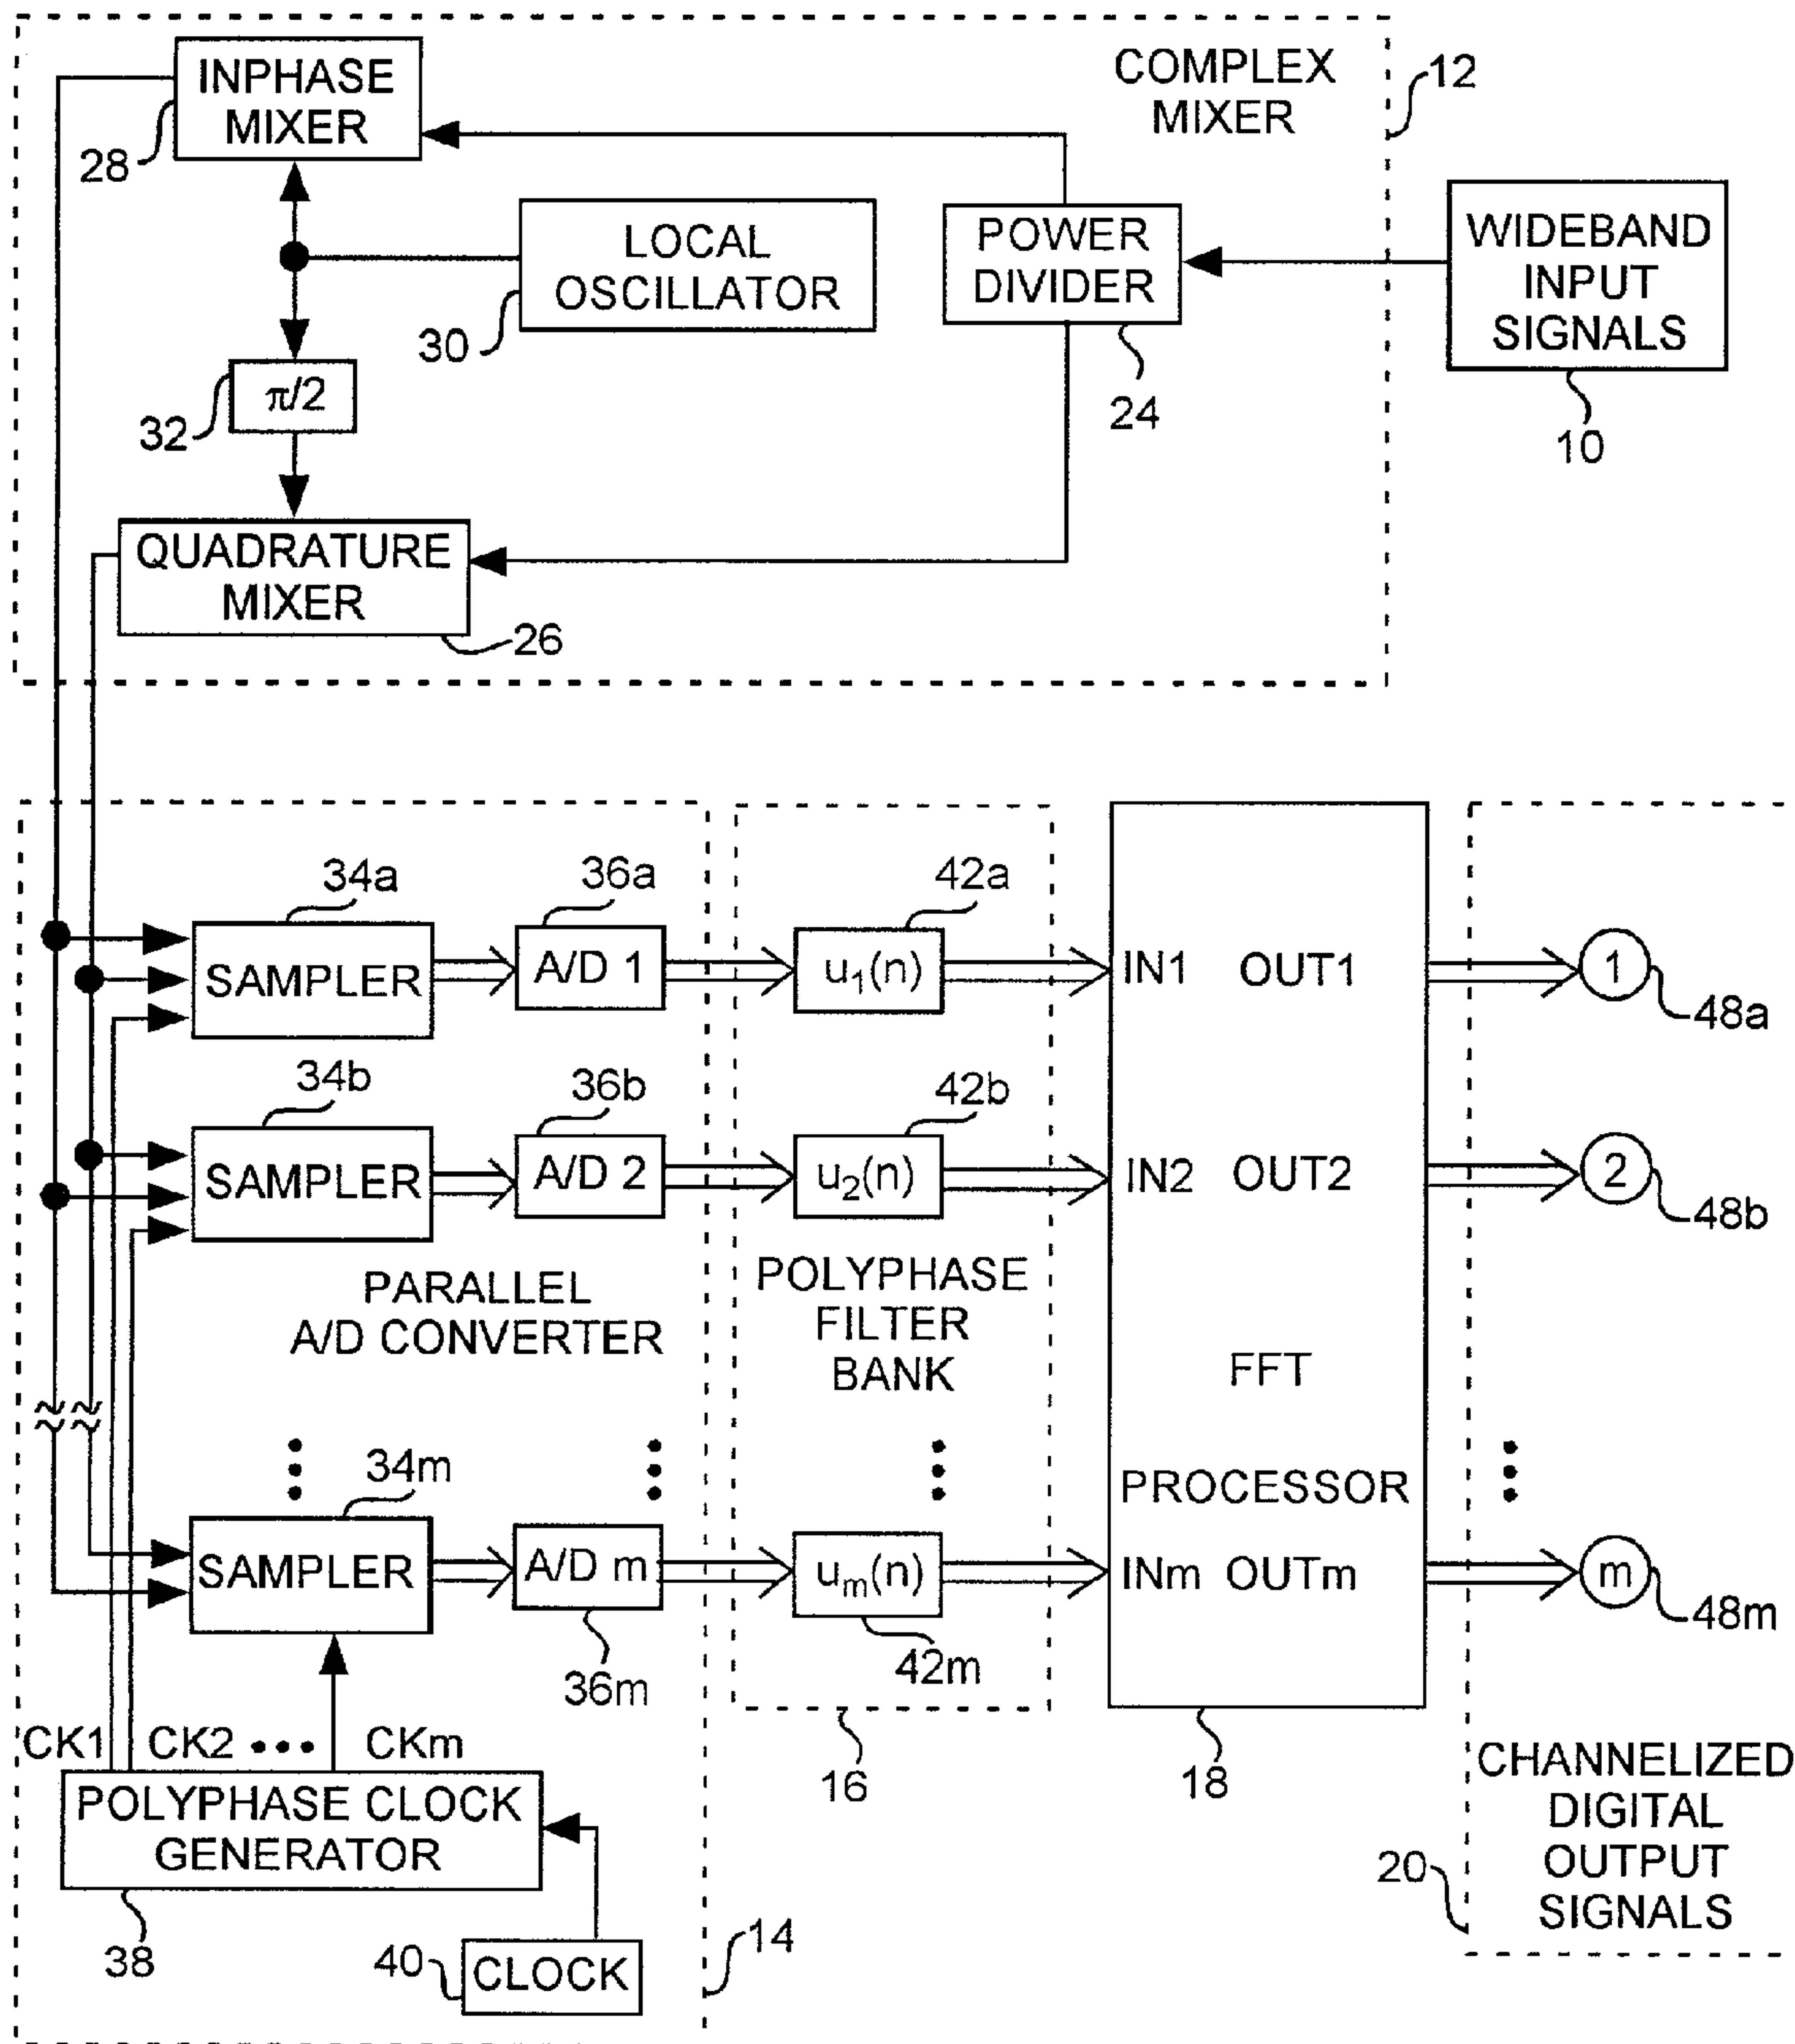 INPHASE
MIXER
28
COMPLEX
MIXER
12
LOCAL
OSCILLATOR
30
POWER
DIVIDER
24
WIDEBAND
INPUT
SIGNALS
10
π/2
32
QUADRATURE
MIXER
26
34a
36a
42a
SAMPLER
A/D 1
u1(n)
IN1
OUT1
1
48a
34b
36b
42b
SAMPLER
A/D 2
u2(n)
IN2
OUT2
2
48b
PARALLEL
A/D CONVERTER
POLYPHASE
FILTER
BANK
FFT
PROCESSOR
34m
SAMPLER
A/D m
um(n)
INm
OUTm
m
48m
36m
42m
CK1
CK2
•••
CKm
16
18
POLYPHASE CLOCK
GENERATOR
38
40
CLOCK
14
CHANNELIZED
DIGITAL
OUTPUT
SIGNALS
20